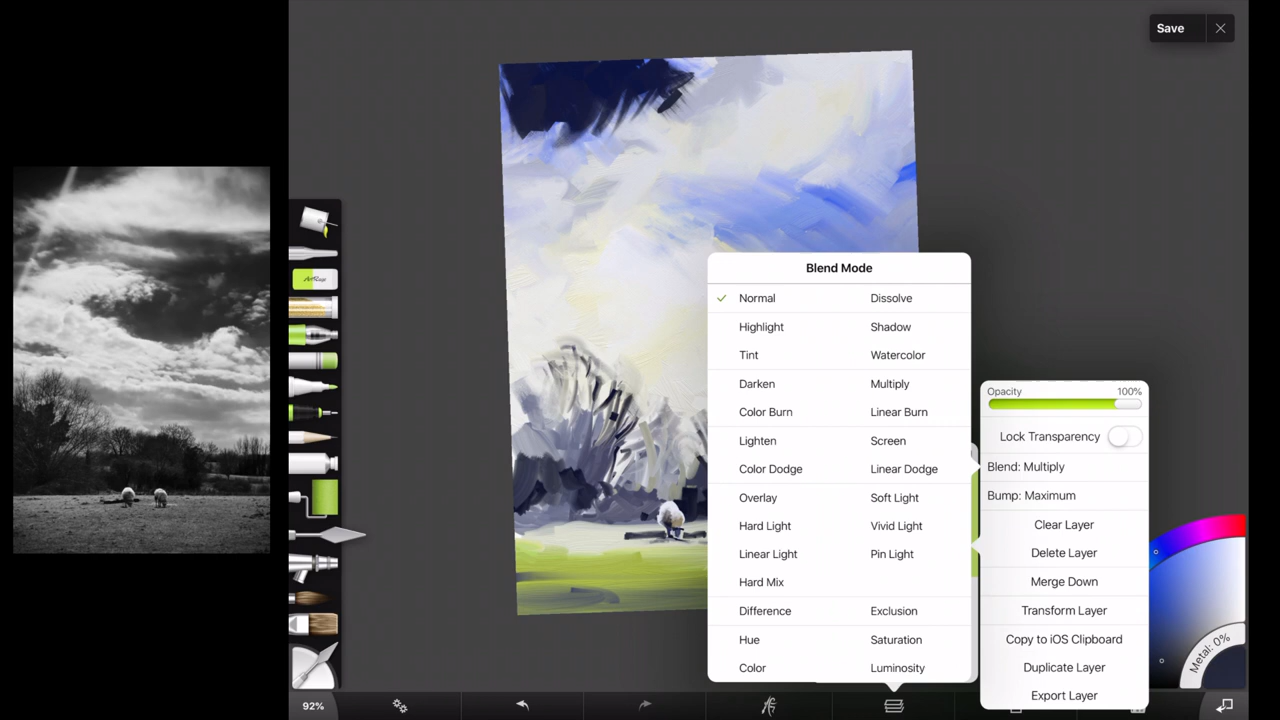 Save
ArtRage
Blend Mode
Normal Dissolve
Highlight Shadow
Tint Watercolor
Darken Multiply
Color Burn Linear Burn
Lighten Screen
Color Dodge Linear Dodge
Overlay Soft Light
Hard Light Vivid Light
Linear Light Pin Light
Hard Mix
Difference Exclusion
Hue Saturation
Color Luminosity
Opacity 100%
Lock Transparency
Blend: Multiply
Bump: Maximum
Clear Layer
Delete Layer
Merge Down
Transform Layer
Copy to iOS Clipboard
Duplicate Layer
Export Layer
Metal: 0%
92%